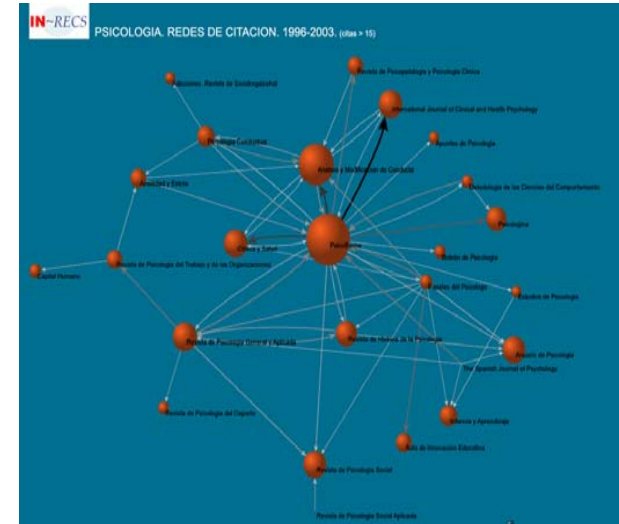 IN~RECS
PSICOLOGIA. REDES DE CITACION. 1996-2003. (citas > 15)
Revista de Psicopatología y Psicología Clínica
Adicciones. Revista de Socidrogalcohol
International Journal of Clinical and Health Psychology
Psicología Conductual
Apuntes de Psicología
Análisis y Modificación de Conducta
Ansiedad y Estrés
Metodología de las Ciencias del Comportamiento
Psicológica
Psicothema
Clínica y Salud
Boletín de Psicología
Revista de Psicología del Trabajo y de las Organizaciones
Capital Humano
Papeles del Psicólogo
Estudios de Psicología
Revista de Psicología General y Aplicada
Revista de Historia de la Psicología
Anuario de Psicología
The Spanish Journal of Psychology
Revista de Psicología del Deporte
Infancia y Aprendizaje
Aula de Innovación Educativa
Revista de Psicología Social
Revista de Psicología Social Aplicada